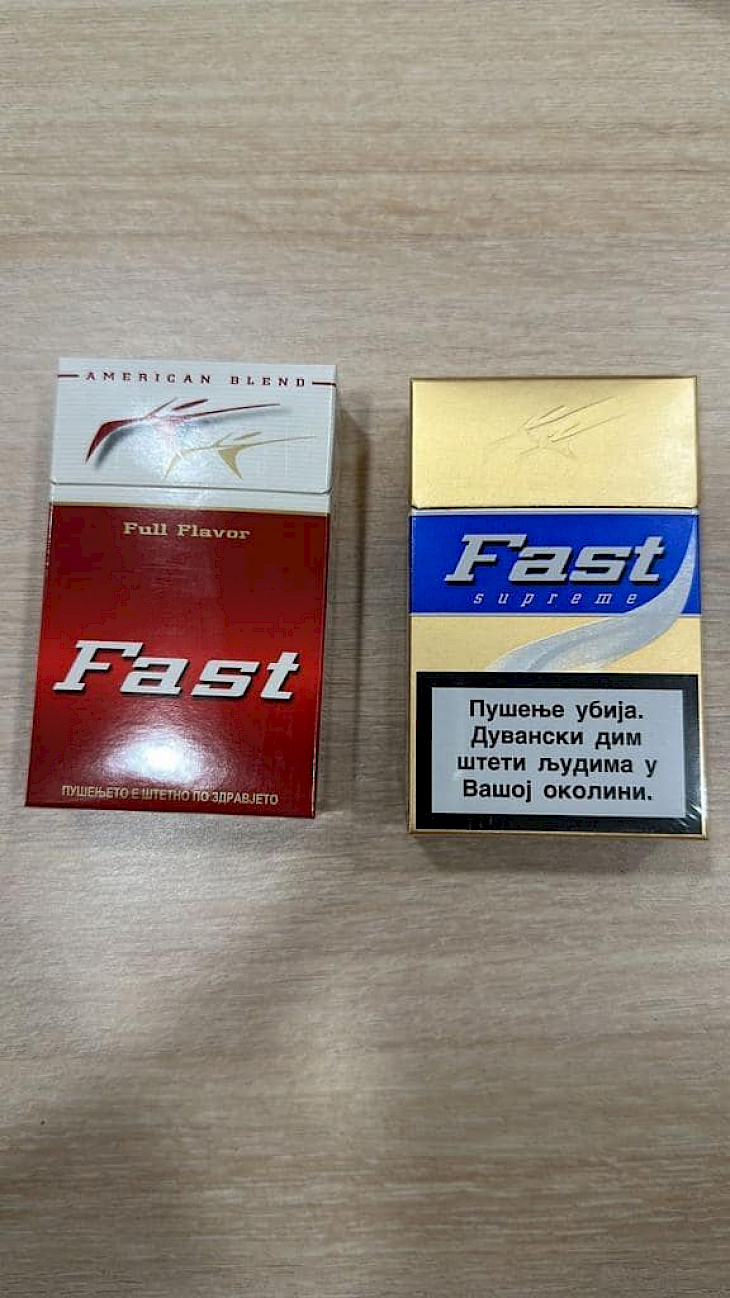 AMERICAN BLEND
Full Flavor
Fast
ПУШЕЊЕТО Е ШТЕТНО ПО ЗДРАВЈЕТО
Fast
supreme
Пушење убија.
Дувански дим
штети људима у
Вашој околини.